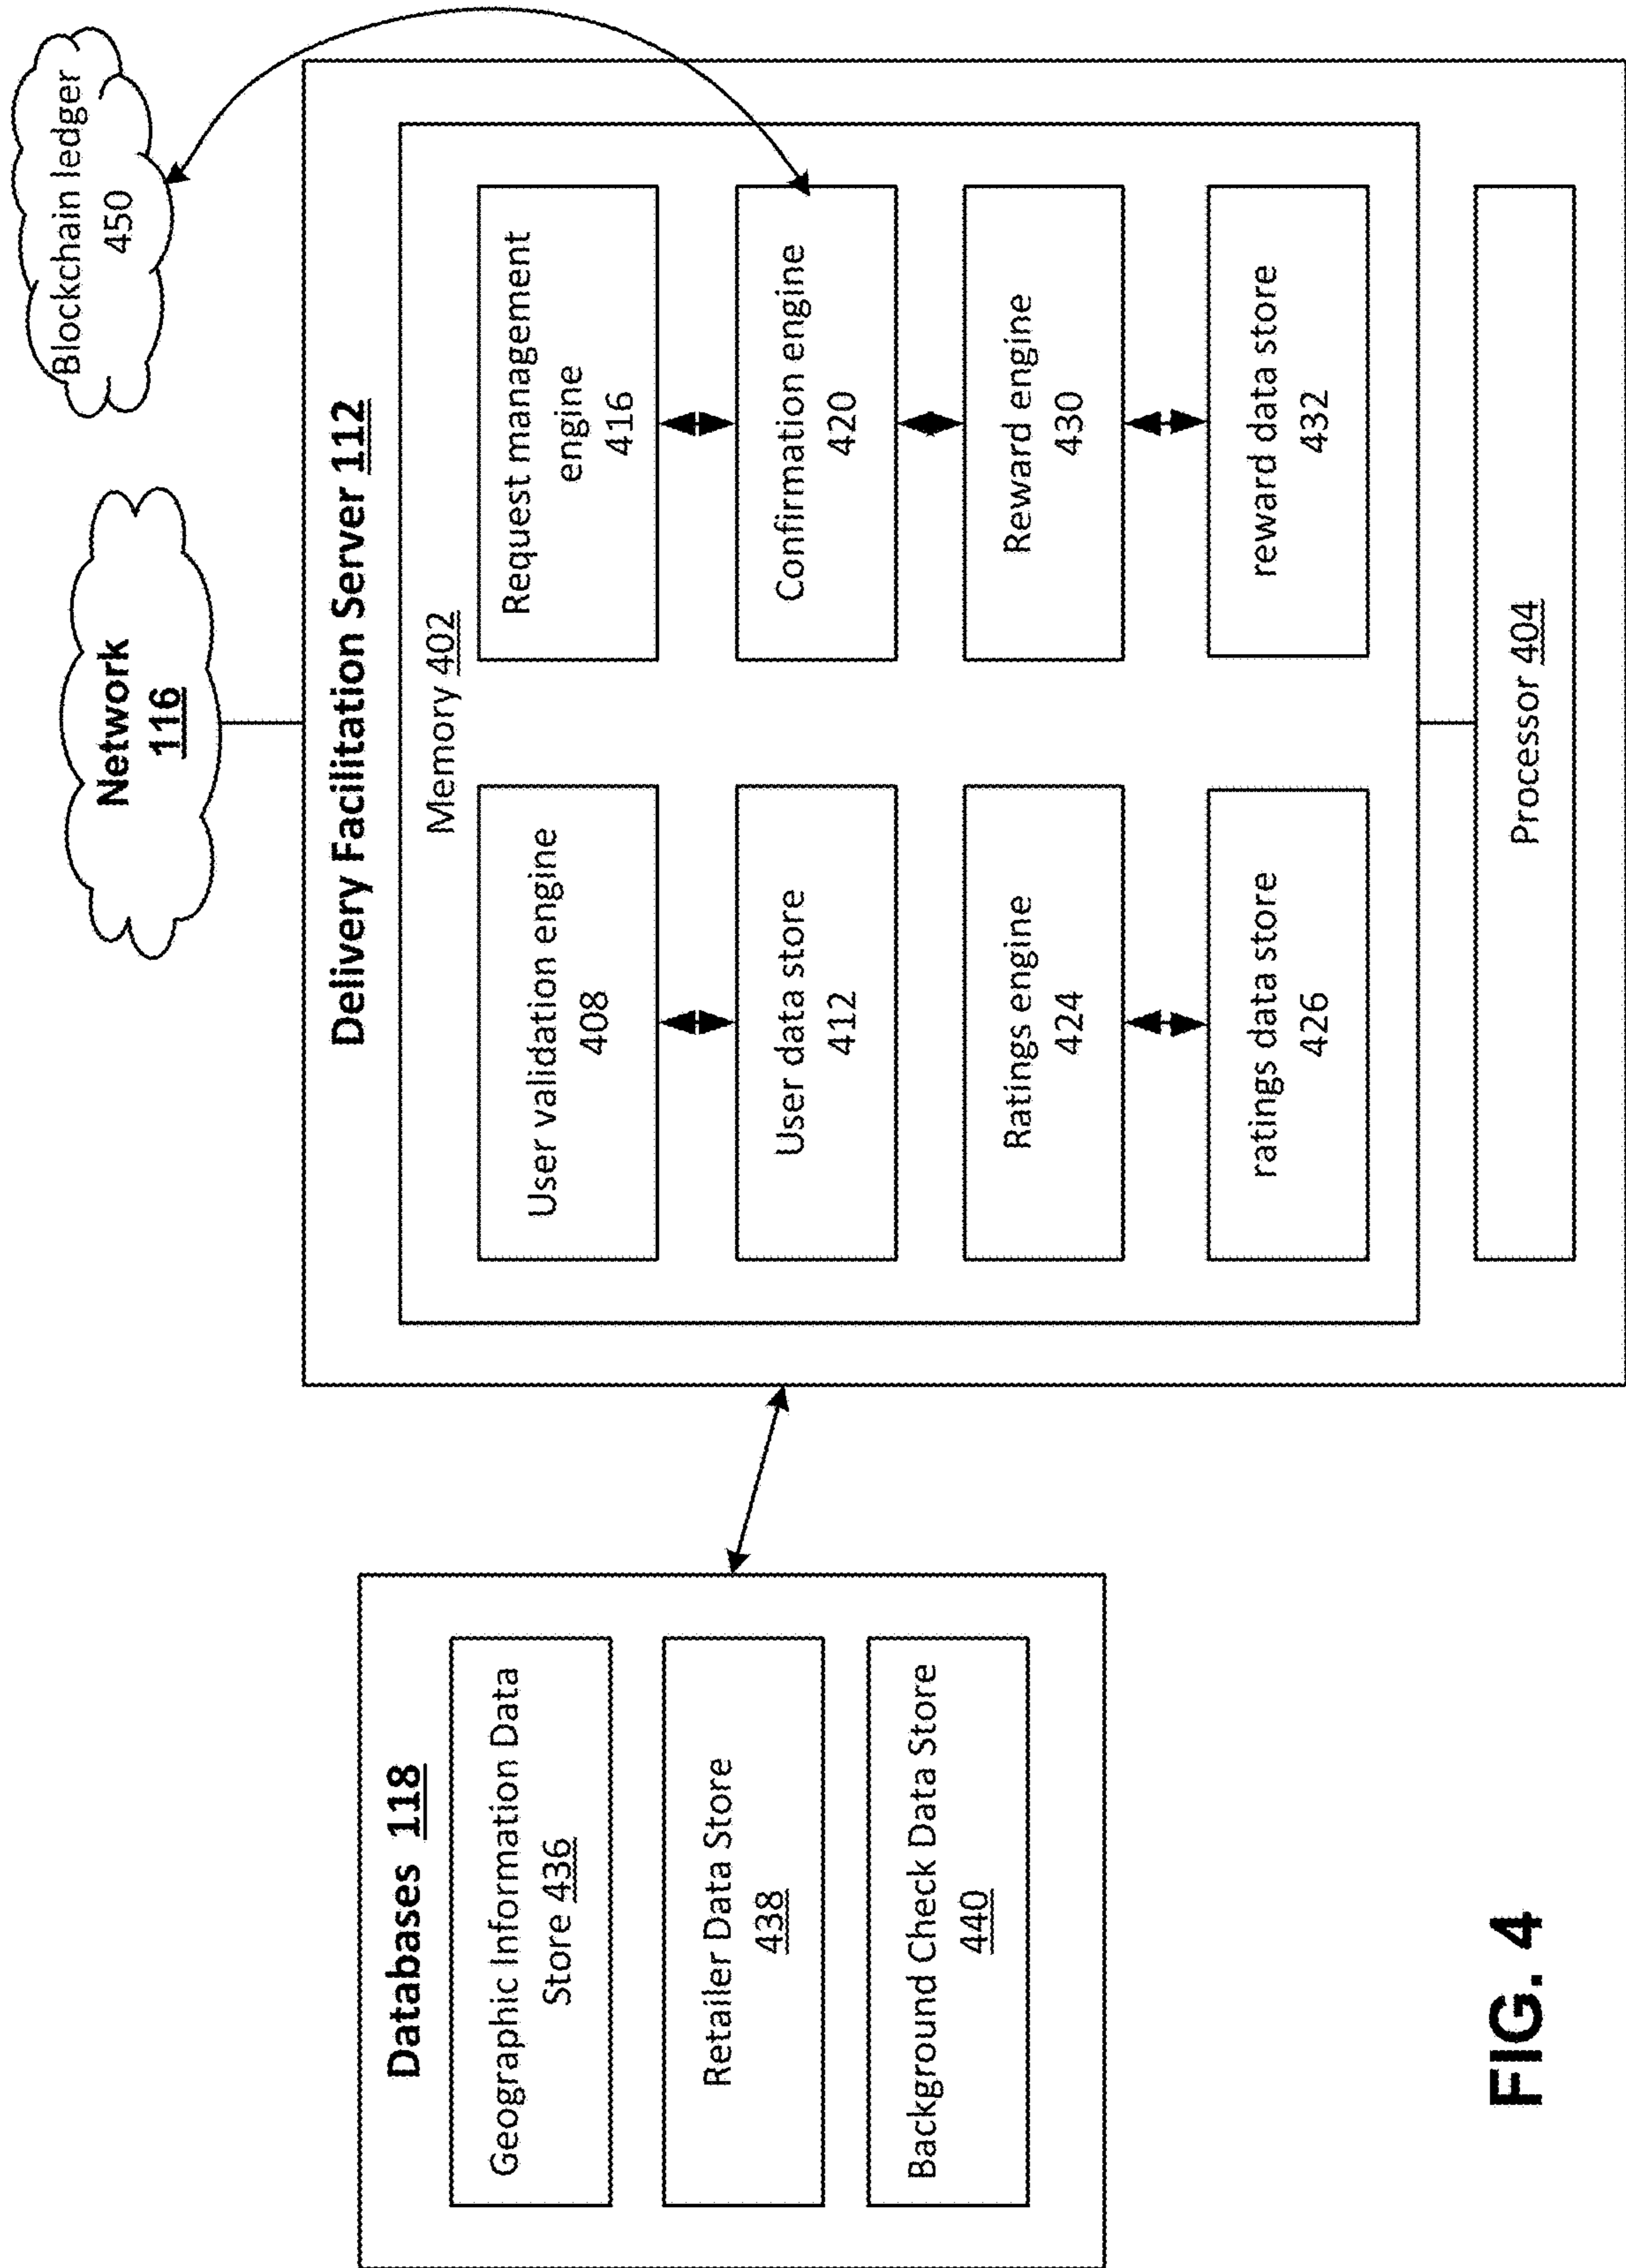 Blockchain ledger
450
Network
116
Delivery Facilitation Server 112
Memory 402
User validation engine
408
Request management
engine
416
User data store
412
Confirmation engine
420
Ratings engine
424
Reward engine
430
ratings data store
426
reward data store
432
Processor 404
Databases 118
Geographic Information Data
Store 436
Retailer Data Store
438
Background Check Data Store
440
FIG. 4